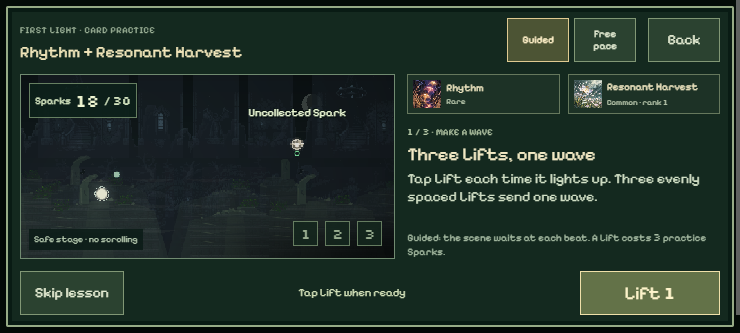 FIRST LIGHT · CARD PRACTICE
Rhythm + Resonant Harvest
Guided
Free pace
Back
Sparks 18 / 30
Uncollected Spark
Safe stage · no scrolling
1 2 3
Rhythm
Rare
Resonant Harvest
Common · rank 1
1 / 3 · MAKE A WAVE
Three Lifts, one wave
Tap Lift each time it lights up. Three evenly
spaced Lifts send one wave.
Guided: the scene waits at each beat. A Lift costs 3 practice
Sparks.
Skip lesson
Tap Lift when ready
Lift 1